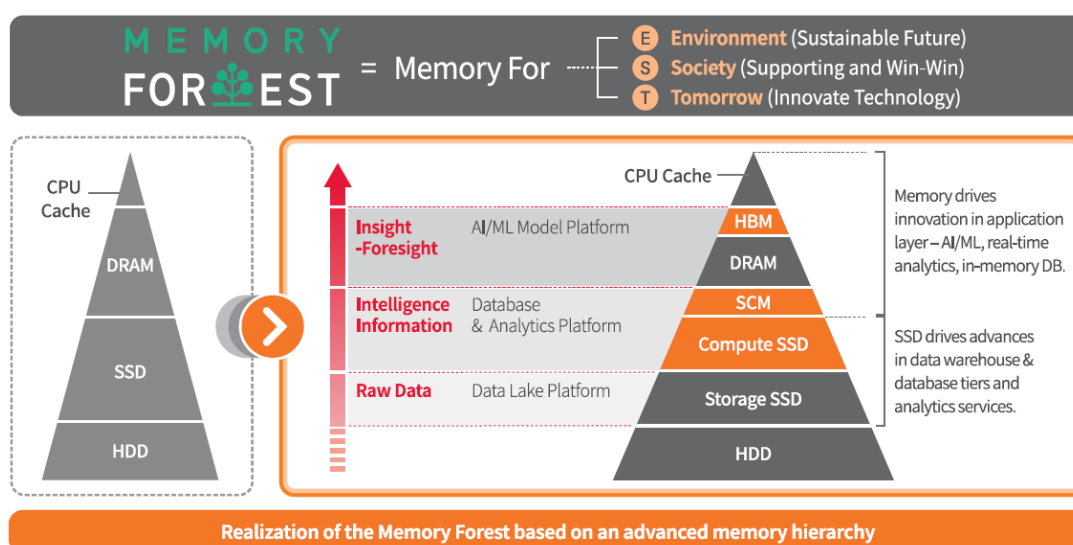 MEMORY
FOREST
= Memory For
E Environment (Sustainable Future)
S Society (Supporting and Win-Win)
T Tomorrow (Innovate Technology)
CPU
Cache
DRAM
SSD
HDD
Insight
-Foresight
AI/ML Model Platform
Intelligence
Information
Database
& Analytics Platform
Raw Data
Data Lake Platform
CPU Cache
HBM
DRAM
SCM
Compute SSD
Storage SSD
HDD
Memory drives
innovation in application
layer – AI/ML, real-time
analytics, in-memory DB.
SSD drives advances
in data warehouse &
database tiers and
analytics services.
Realization of the Memory Forest based on an advanced memory hierarchy